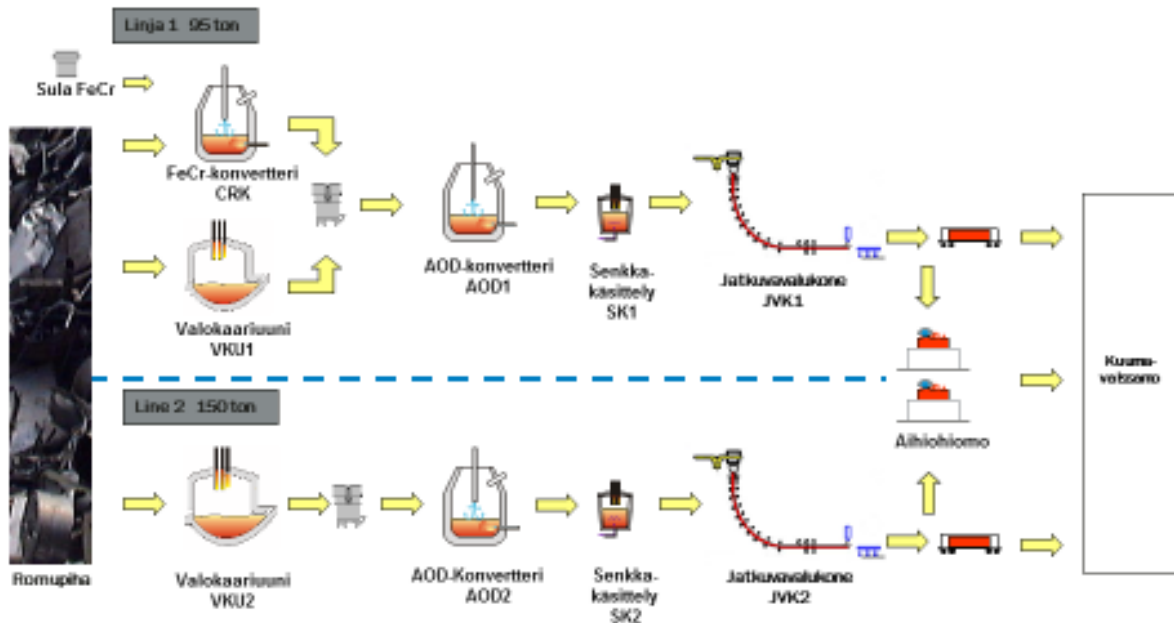 Linja 1 95 ton
Sula FeCr
FeCr-konvertteri
CRK
Valokaariuuni
VKU1
AOD-konvertteri
AOD1
Senkka-
käsittely
SK1
Jatkuvavalukone
JVK1
Kuuma-
valssaamo
Line 2 150 ton
Aihiohiomo
Romupiha
Valokaariuuni
VKU2
AOD-Konvertteri
AOD2
Senkka-
käsittely
SK2
Jatkuvavalukone
JVK2